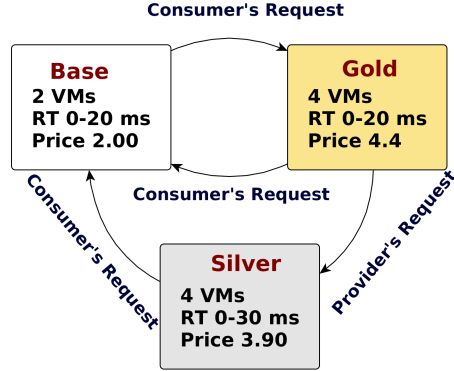 Consumer's Request
Base
2 VMs
RT 0-20 ms
Price 2.00
Gold
4 VMs
RT 0-20 ms
Price 4.4
Consumer's Request
Consumer's Request
Provider's Request
Silver
4 VMs
RT 0-30 ms
Price 3.90